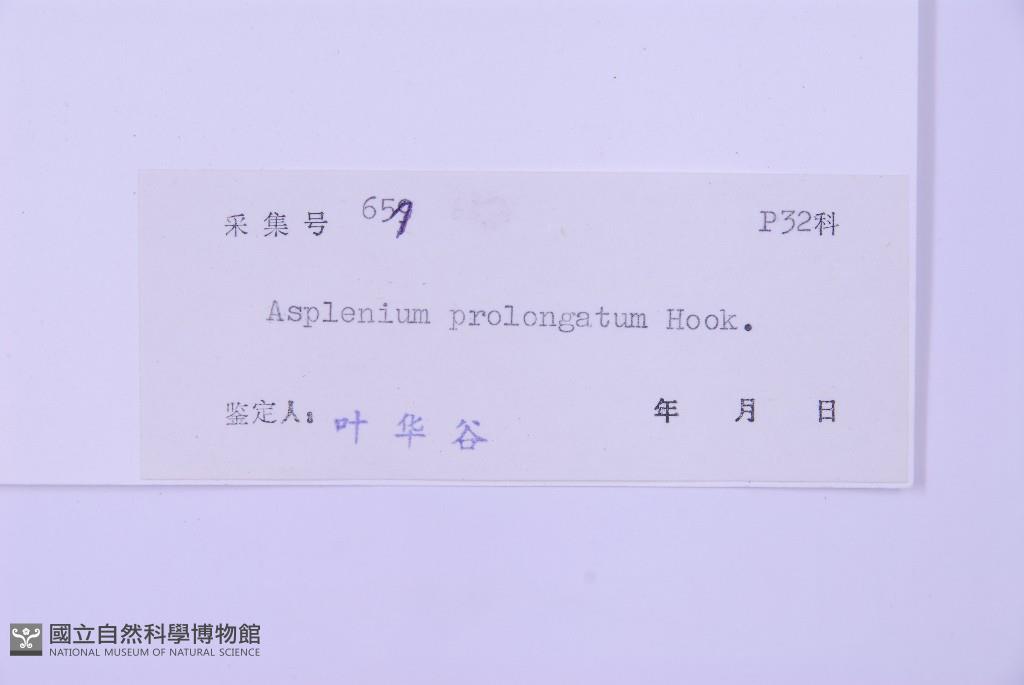 采集号 659 P32科
Asplenium prolongatum Hook.
鉴定人: 叶华谷 年 月 日
國立自然科學博物館
NATIONAL MUSEUM OF NATURAL SCIENCE